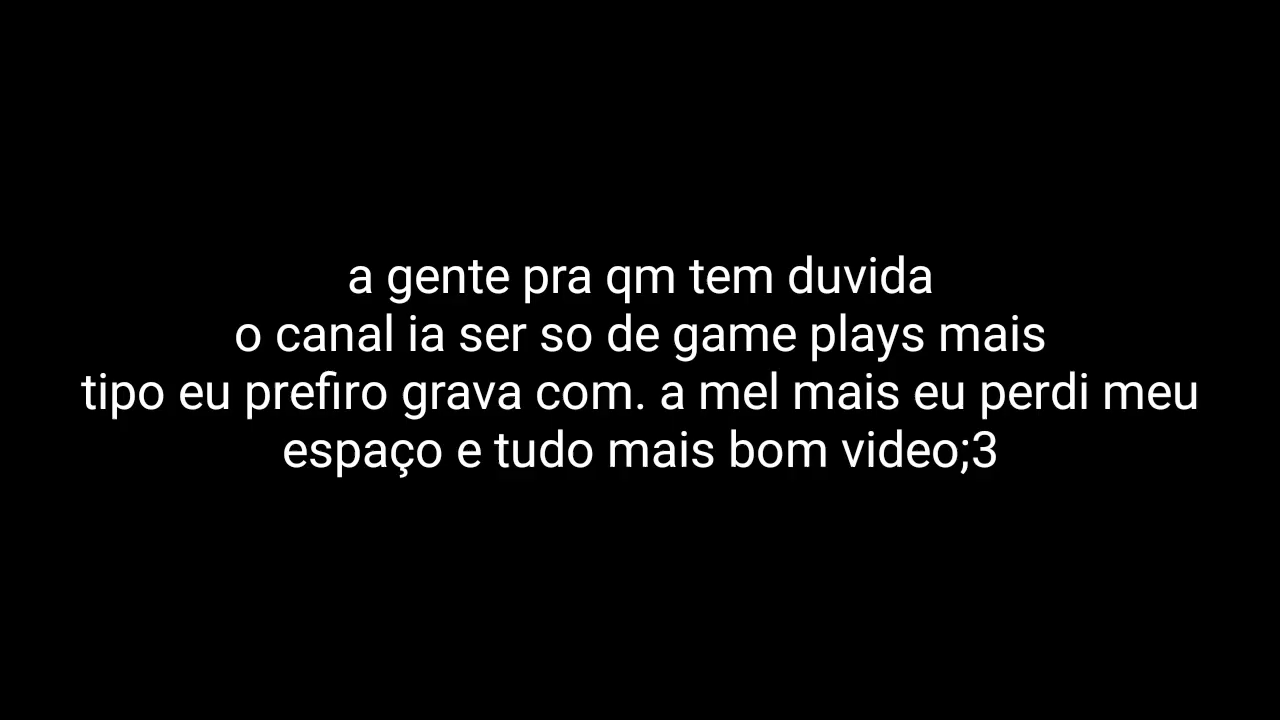 a gente pra qm tem duvida
o canal ia ser so de game plays mais
tipo eu prefiro grava com. a mel mais eu perdi meu
espaço e tudo mais bom video;3